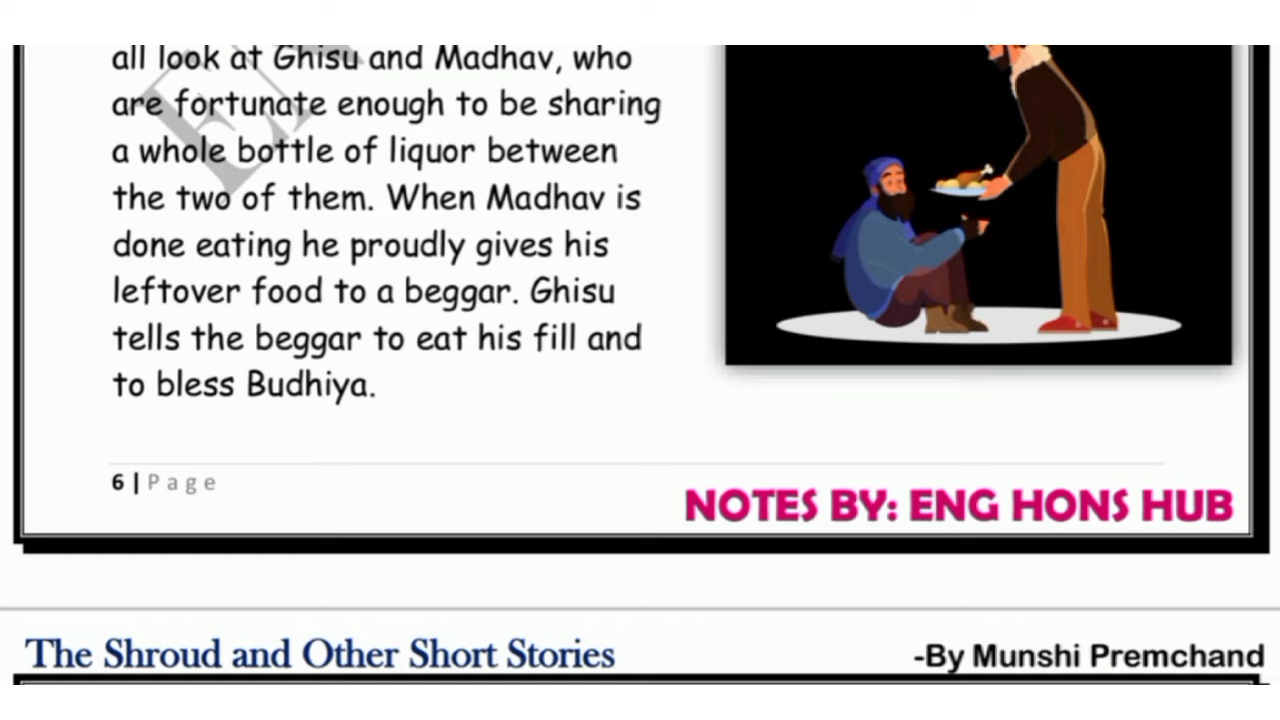 all look at Ghisu and Madhav, who
are fortunate enough to be sharing
a whole bottle of liquor between
the two of them. When Madhav is
done eating he proudly gives his
leftover food to a beggar. Ghisu
tells the beggar to eat his fill and
to bless Budhiya.
6 | Page
NOTES BY: ENG HONS HUB
The Shroud and Other Short Stories
-By Munshi Premchand